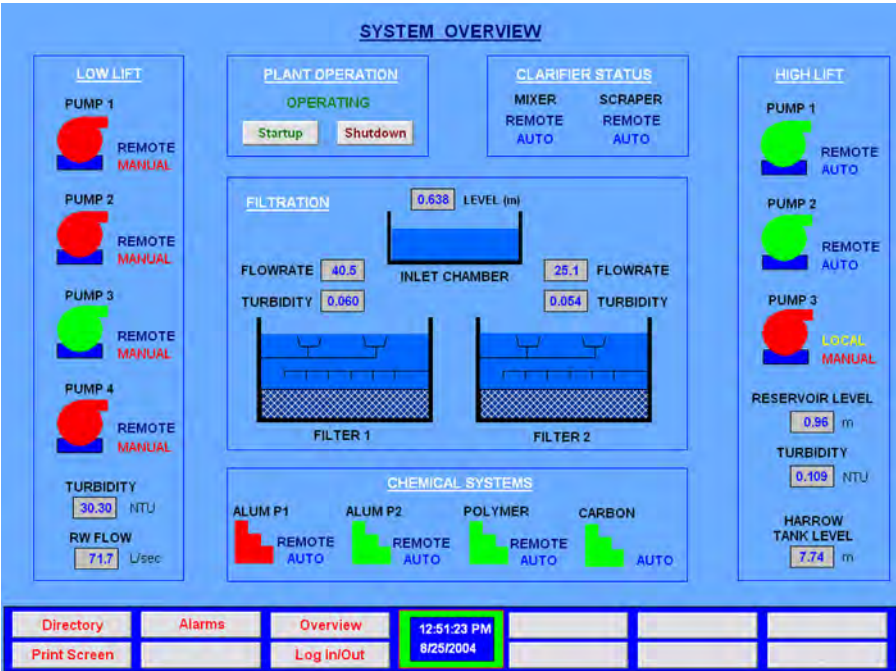 SYSTEM OVERVIEW
LOW LIFT
PUMP 1
REMOTE
MANUAL
PUMP 2
REMOTE
MANUAL
PUMP 3
REMOTE
MANUAL
PUMP 4
REMOTE
MANUAL
TURBIDITY
30.30 NTU
RW FLOW
71.7 L/sec
PLANT OPERATION
OPERATING
Startup Shutdown
CLARIFIER STATUS
MIXER SCRAPER
REMOTE REMOTE
AUTO AUTO
FILTRATION
0.638 LEVEL (m)
INLET CHAMBER
FLOWRATE 40.5
25.1 FLOWRATE
TURBIDITY 0.060
0.054 TURBIDITY
FILTER 1
FILTER 2
CHEMICAL SYSTEMS
ALUM P1 ALUM P2 POLYMER CARBON
REMOTE REMOTE REMOTE
AUTO AUTO AUTO AUTO
HIGH LIFT
PUMP 1
REMOTE
AUTO
PUMP 2
REMOTE
AUTO
PUMP 3
LOCAL
MANUAL
RESERVOIR LEVEL
0.96 m
TURBIDITY
0.109 NTU
HARROW
TANK LEVEL
7.74 m
Directory Alarms Overview
12:51:23 PM
8/25/2004
Print Screen Log In/Out